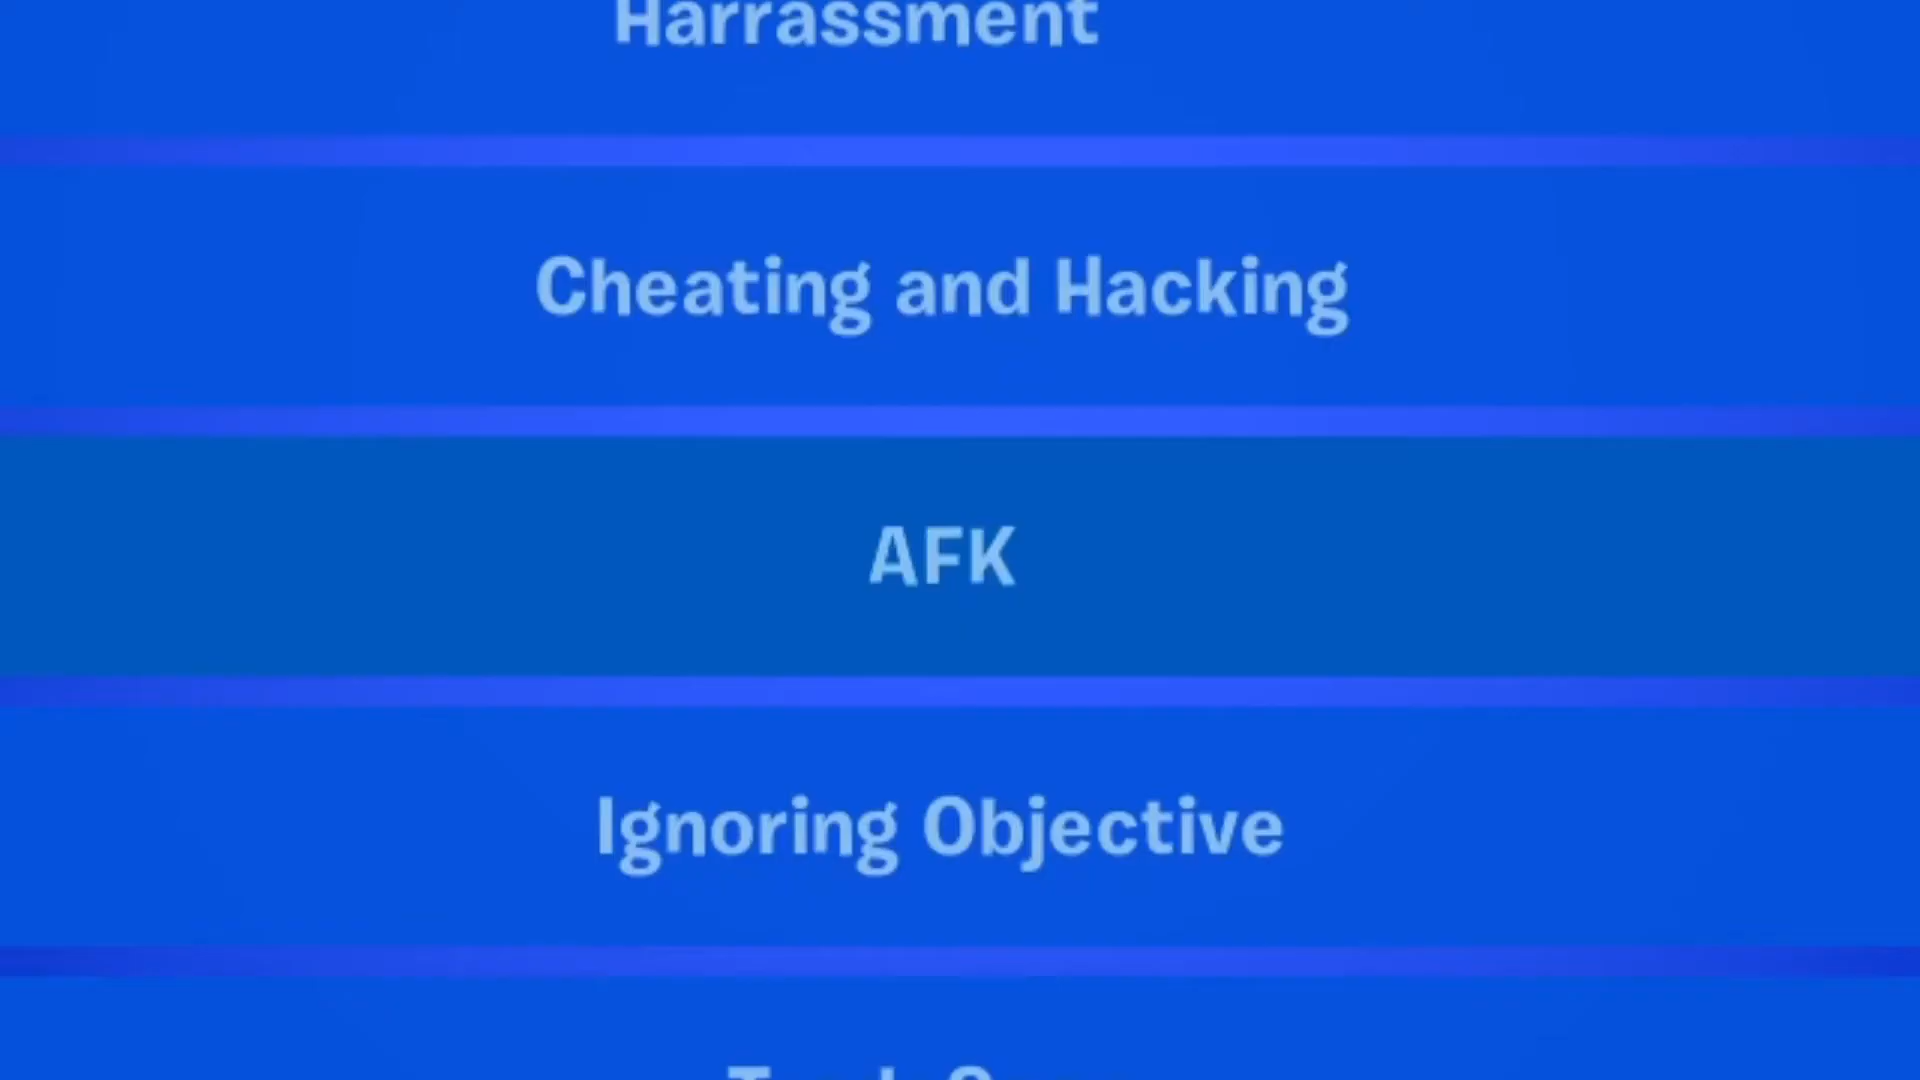 Harrassment
Cheating and Hacking
AFK
Ignoring Objective